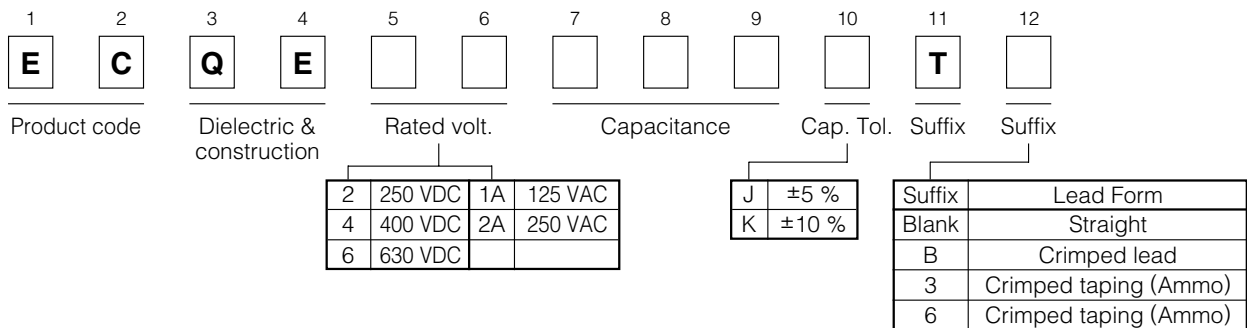 1 2 3 4 5 6 7 8 9 10 11 12
E C Q E T
Product code Dielectric & construction Rated volt. Capacitance Cap. Tol. Suffix Suffix
2 250 VDC 1A 125 VAC
4 400 VDC 2A 250 VAC
6 630 VDC
J ±5 %
K ±10 %
Suffix Lead Form
Blank Straight
B Crimped lead
3 Crimped taping (Ammo)
6 Crimped taping (Ammo)